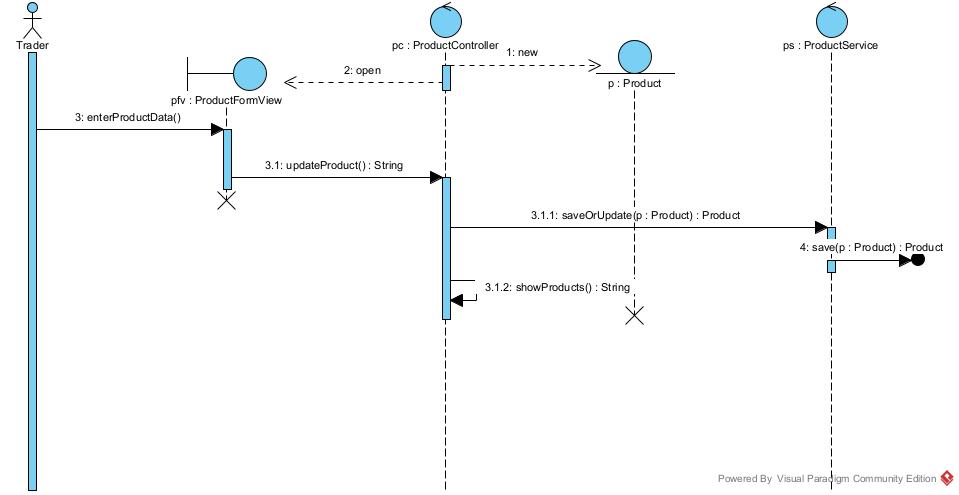 Trader
pc : ProductController
ps : ProductService
1: new
2: open
p : Product
pfv : ProductFormView
3: enterProductData()
3.1: updateProduct() : String
3.1.1: saveOrUpdate(p : Product) : Product
4: save(p : Product) : Product
3.1.2: showProducts() : String
Powered By Visual Paradigm Community Edition